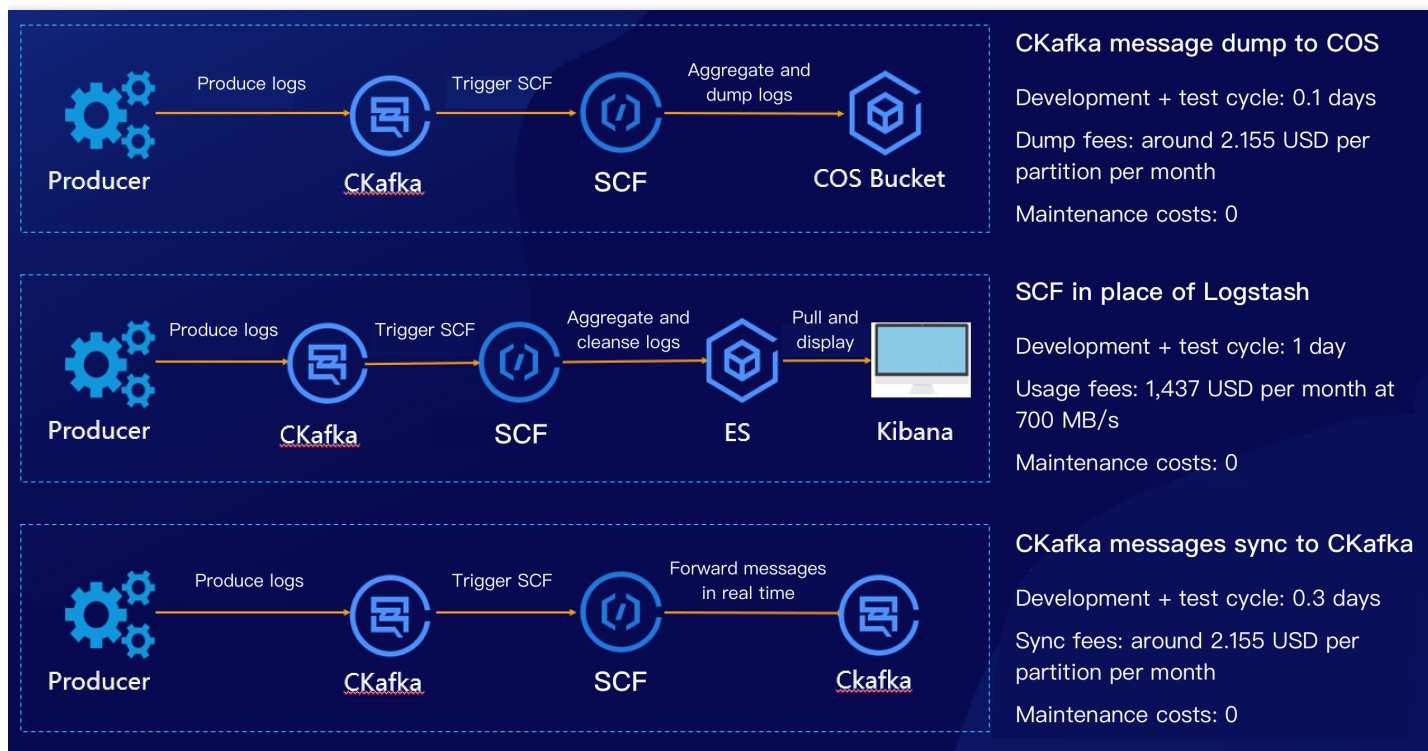 CKafka message dump to COS
Produce logs
Trigger SCF
Aggregate and
dump logs
Producer
CKafka
SCF
COS Bucket
Development + test cycle: 0.1 days
Dump fees: around 2.155 USD per
partition per month
Maintenance costs: 0
SCF in place of Logstash
Produce logs
Trigger SCF
Aggregate and
cleanse logs
Pull and
display
Producer
CKafka
SCF
ES
Kibana
Development + test cycle: 1 day
Usage fees: 1,437 USD per month at
700 MB/s
Maintenance costs: 0
CKafka messages sync to CKafka
Produce logs
Trigger SCF
Forward messages
in real time
Producer
CKafka
SCF
Ckafka
Development + test cycle: 0.3 days
Sync fees: around 2.155 USD per
partition per month
Maintenance costs: 0